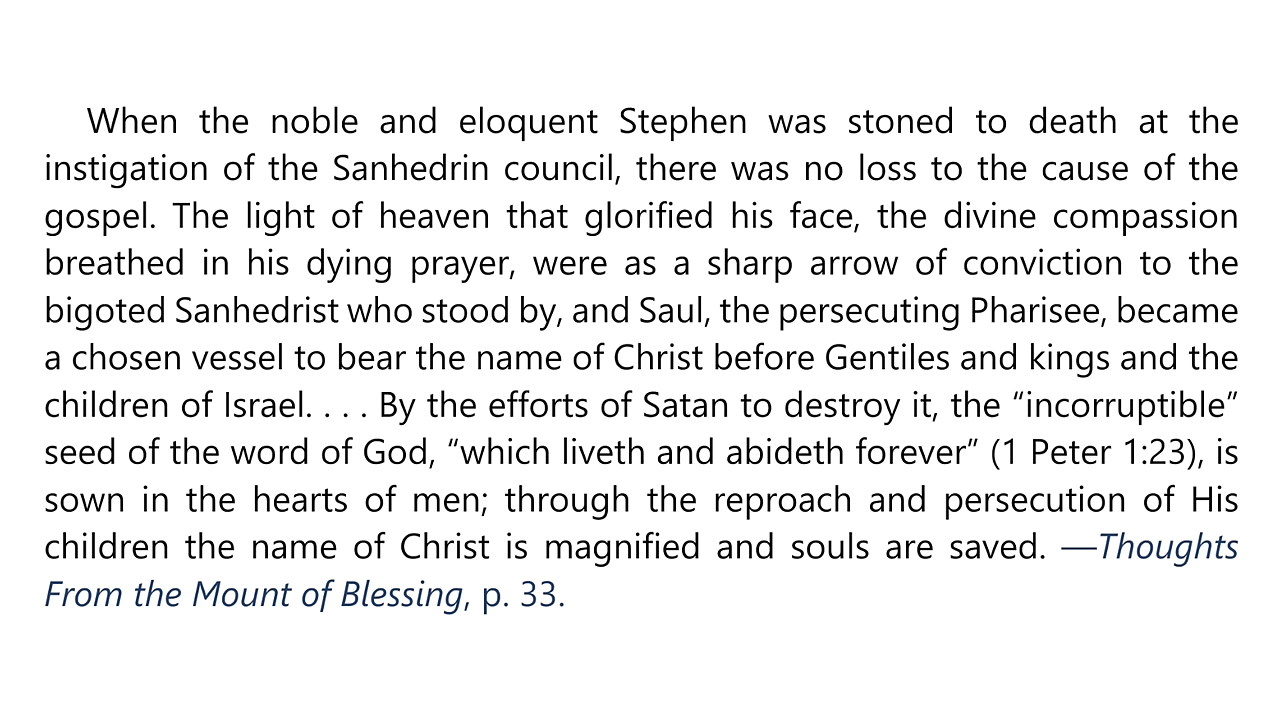 When the noble and eloquent Stephen was stoned to death at the
instigation of the Sanhedrin council, there was no loss to the cause of the
gospel. The light of heaven that glorified his face, the divine compassion
breathed in his dying prayer, were as a sharp arrow of conviction to the
bigoted Sanhedrist who stood by, and Saul, the persecuting Pharisee, became
a chosen vessel to bear the name of Christ before Gentiles and kings and the
children of Israel. . . . By the efforts of Satan to destroy it, the “incorruptible”
seed of the word of God, “which liveth and abideth forever” (1 Peter 1:23), is
sown in the hearts of men; through the reproach and persecution of His
children the name of Christ is magnified and souls are saved. —Thoughts
From the Mount of Blessing, p. 33.